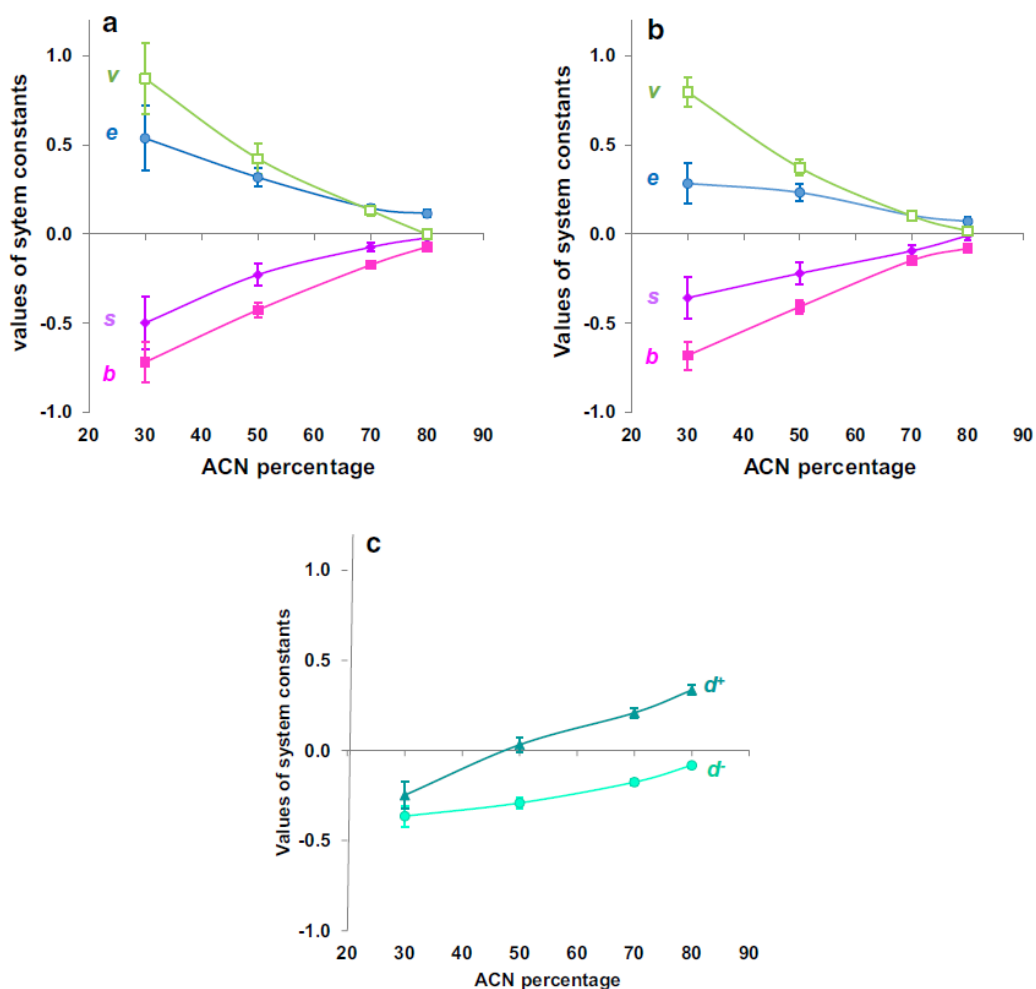 a
values of sytem constants
1.0
0.5
0.0
-0.5
-1.0
v
e
s
b
20 30 40 50 60 70 80 90
ACN percentage
b
Values of system constants
1.0
0.5
0.0
-0.5
-1.0
v
e
s
b
20 30 40 50 60 70 80 90
ACN percentage
c
Values of system constants
1.0
0.5
0.0
-0.5
-1.0
d+
d-
20 30 40 50 60 70 80 90
ACN percentage